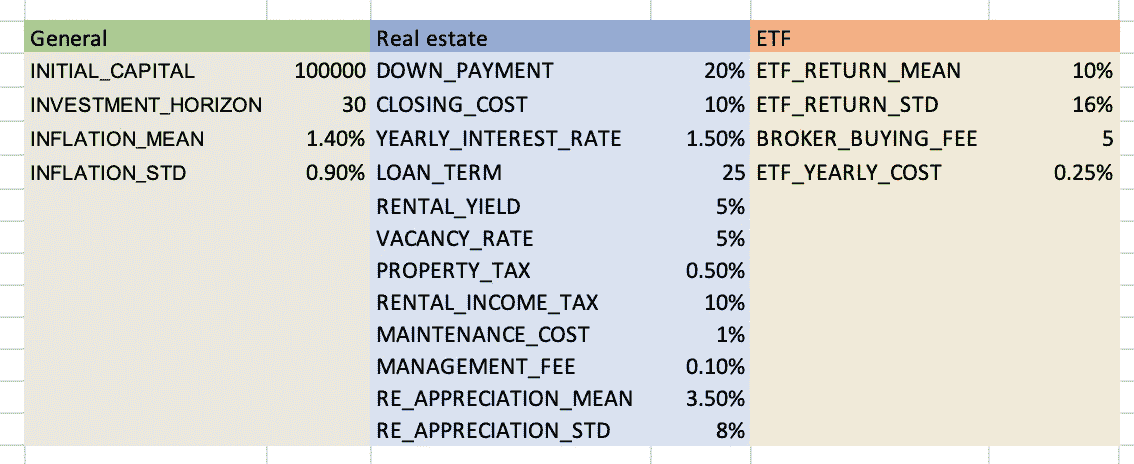 General Real estate ETF
INITIAL_CAPITAL 100000 DOWN_PAYMENT 20% ETF_RETURN_MEAN 10%
INVESTMENT_HORIZON 30 CLOSING_COST 10% ETF_RETURN_STD 16%
INFLATION_MEAN 1.40% YEARLY_INTEREST_RATE 1.50% BROKER_BUYING_FEE 5
INFLATION_STD 0.90% LOAN_TERM 25 ETF_YEARLY_COST 0.25%
RENTAL_YIELD 5%
VACANCY_RATE 5%
PROPERTY_TAX 0.50%
RENTAL_INCOME_TAX 10%
MAINTENANCE_COST 1%
MANAGEMENT_FEE 0.10%
RE_APPRECIATION_MEAN 3.50%
RE_APPRECIATION_STD 8%